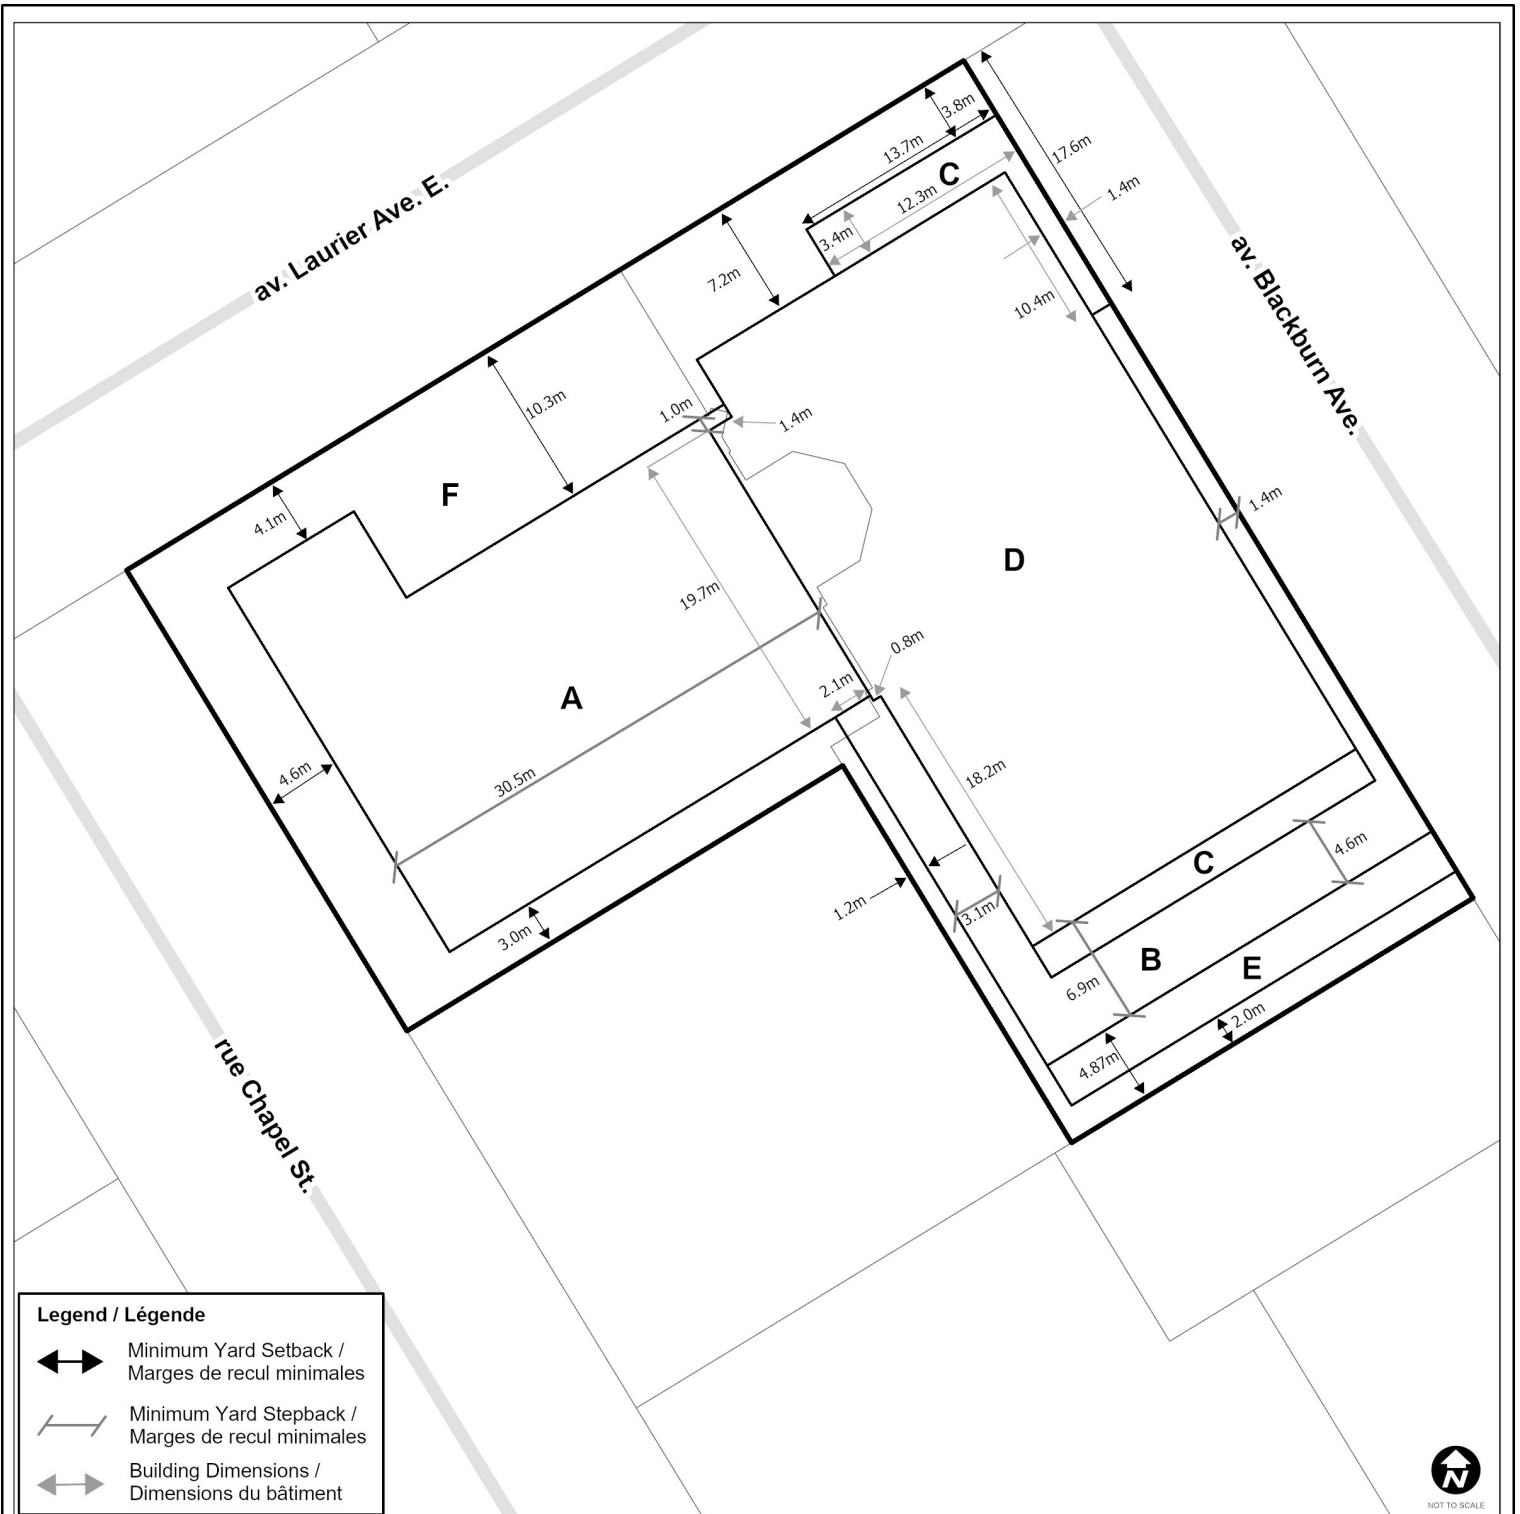 3.8m
13.7m
C
17.6m
12.3m
1.4m
3.4m
av. Laurier Ave. E.
7.2m
10.4m
av. Blackburn Ave.
10.3m
1.0m
1.4m
F
4.1m
1.4m
D
19.7m
0.8m
2.1m
A
4.6m
30.5m
18.2m
4.6m
C
1.2m
3.1m
3.0m
B
E
6.9m
2.0m
4.87m
rue Chapel St.
Legend / Légende
Minimum Yard Setback /
Marges de recul minimales
Minimum Yard Stepback /
Marges de recul minimales
Building Dimensions /
Dimensions du bâtiment
N
NOT TO SCALE